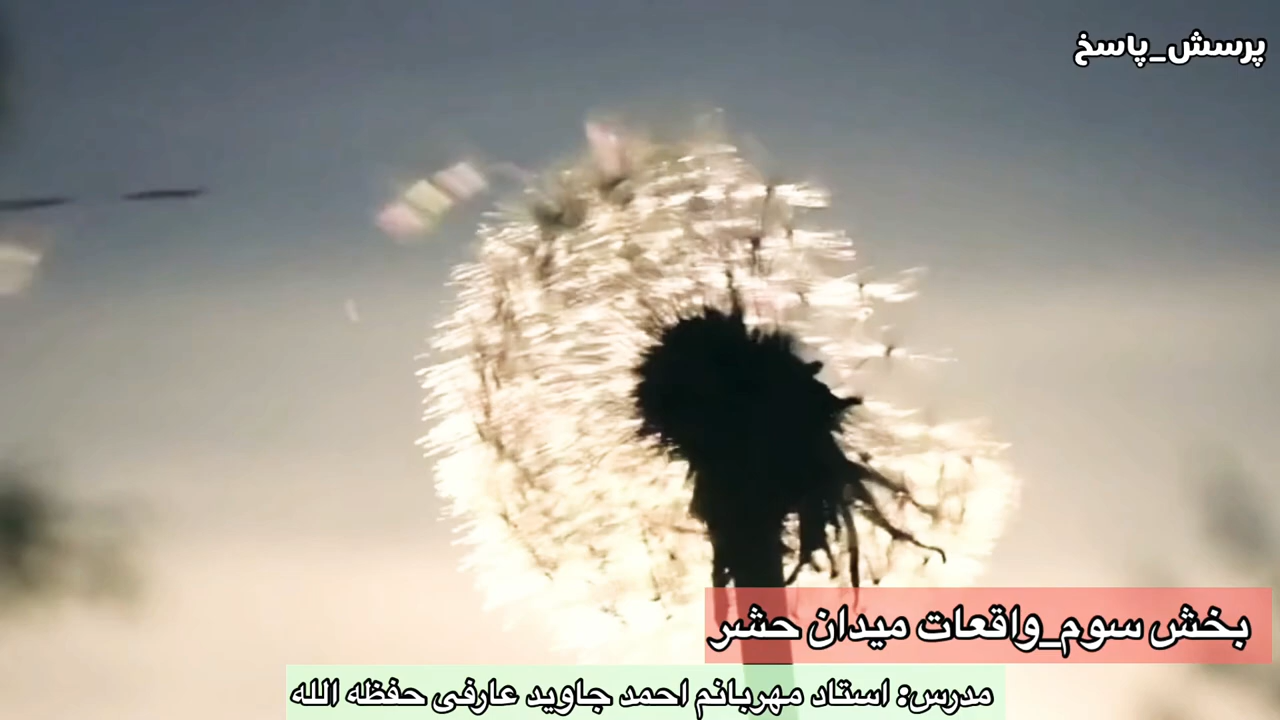 پرسش_پاسخ
بخش سوم_واقعات میدان حشر
مدرس: استاد مهربانم احمد جاوید عارفی حفظه الله